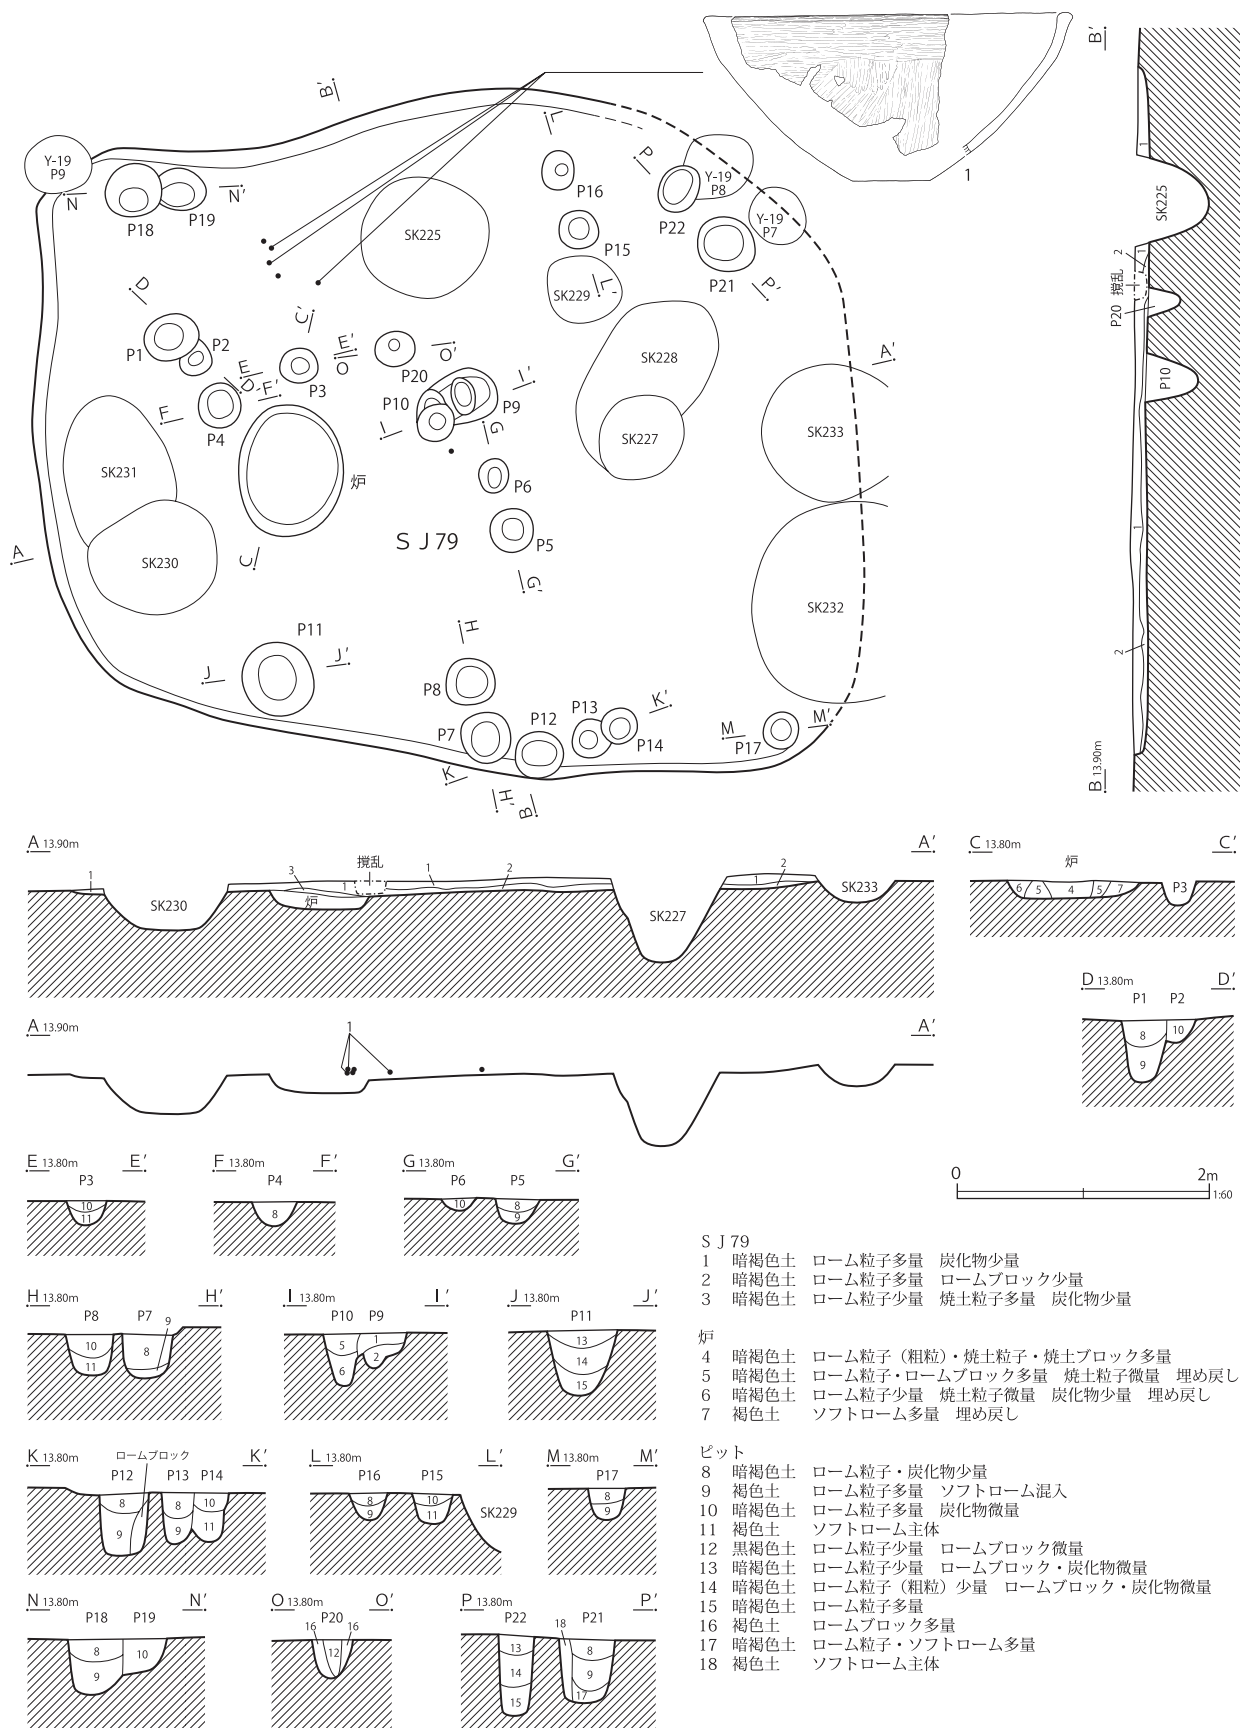 B′
L
P
Y-19
P9
N
N′
P18
P19
P16
P15
Y-19
P8
Y-19
P7
P22
P21
P′
SK225
SK229
L′
1
B′
1
SK225
2
1
P20 撹乱
P10
1
2
B 13.90m
D
P1
P2
C′
E′
O
P3
E
D′
F′
F
P4
P20
O′
P10
P9
I′
I
G
SK228
SK227
A′
SK233
SK231
炉
P6
SJ79
P5
A
SK230
C
G′
SK232
P11
J
J′
H
P8
P7
P12
P13
K′
P14
M
M′
P17
K
H′
B
A 13.90m
A′
1
3
撹乱
1
1
2
炉
SK230
SK227
1
2
SK233
C 13.80m
C′
炉
6
5
4
5
7
P3
A 13.90m
A′
1
D 13.80m
D′
P1
P2
8
9
10
E 13.80m
E′
P3
10
11
F 13.80m
F′
P4
8
G 13.80m
G′
P6
P5
10
8
9
0
2m
1:60
H 13.80m
H′
P8
P7
9
10
11
8
I 13.80m
I′
P10
P9
5
6
1
2
J 13.80m
J′
P11
13
14
15
K 13.80m
K′
ロームブロック
P12
P13
P14
8
9
8
9
10
11
L 13.80m
L′
P16
P15
8
9
10
11
SK229
M 13.80m
M′
P17
8
9
N 13.80m
N′
P18
P19
8
9
10
O 13.80m
O′
P20
16
16
12
P 13.80m
P′
P22
P21
18
13
14
15
8
9
17
SJ79
1 暗褐色土 ローム粒子多量 炭化物少量
2 暗褐色土 ローム粒子多量 ロームブロック少量
3 暗褐色土 ローム粒子少量 焼土粒子多量 炭化物少量
炉
4 暗褐色土 ローム粒子（粗粒）・焼土粒子・焼土ブロック多量
5 暗褐色土 ローム粒子・ロームブロック多量 焼土粒子微量 埋め戻し
6 暗褐色土 ローム粒子少量 焼土粒子微量 炭化物少量 埋め戻し
7 褐色土 ソフトローム多量 埋め戻し
ピット
8 暗褐色土 ローム粒子・炭化物少量
9 褐色土 ローム粒子多量 ソフトローム混入
10 暗褐色土 ローム粒子多量 炭化物微量
11 褐色土 ソフトローム主体
12 黒褐色土 ローム粒子少量 ロームブロック微量
13 暗褐色土 ローム粒子少量 ロームブロック・炭化物微量
14 暗褐色土 ローム粒子（粗粒）少量 ロームブロック・炭化物微量
15 暗褐色土 ローム粒子多量
16 褐色土 ロームブロック多量
17 暗褐色土 ローム粒子・ソフトローム多量
18 褐色土 ソフトローム主体